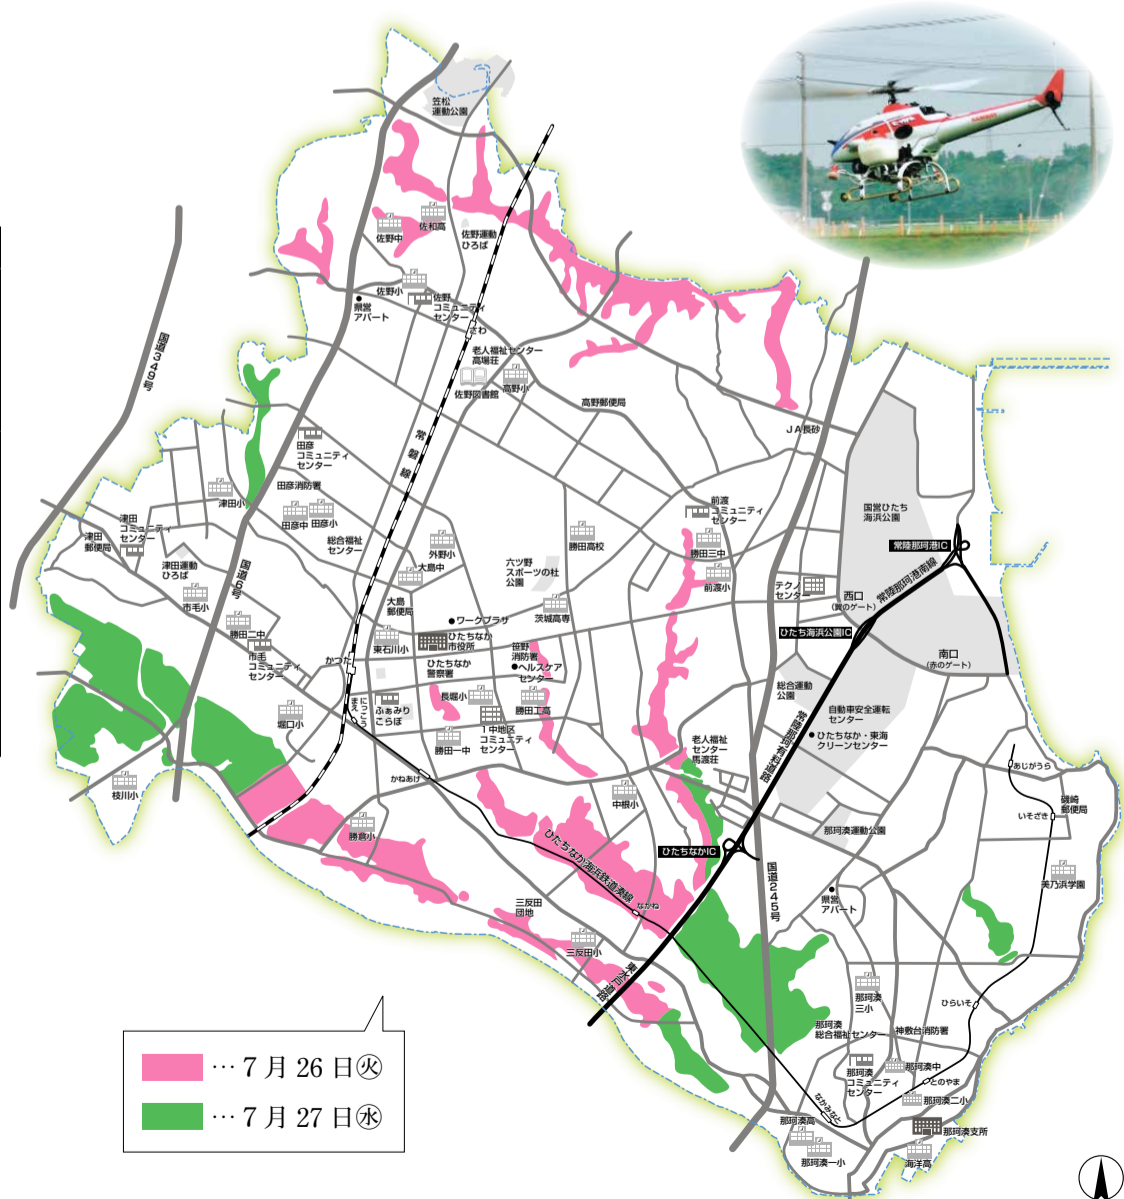 笠松
運動公園
佐野中
佐和高
佐野運動
ひろば
佐野小
佐野
コミュニティ
センター
県営
アパート
さわ
国道349号
老人福祉センター
高場荘
佐野図書館
高野小
高野郵便局
JA長砂
常磐線
田彦
コミュニティ
センター
田彦消防署
津田小
田彦中
田彦小
総合福祉
センター
津田
コミュニティ
センター
津田
郵便局
津田運動
ひろば
市毛小
国道6号
勝田二中
市毛
コミュニティ
センター
外野小
大島中
大島
郵便局
六ツ野
スポーツの杜
公園
勝田高校
茨城高専
前渡
コミュニティ
センター
勝田三中
前渡小
国営ひたち
海浜公園
常陸那珂港IC
常陸那珂港南線
テクノ
センター
西口
(翼のゲート)
ひたち海浜公園IC
南口
(赤のゲート)
ワークプラザ
ひたちなか
市役所
東石川小
かつた
ひたちなか
警察署
笹野
消防署
ヘルスケア
センター
長堀小
勝田工高
にっこう
まえ
ふぁみり
こらぼ
1中地区
コミュニティ
センター
勝田一中
堀口小
総合運動
公園
自動車安全運転
センター
ひたちなか・東海
クリーンセンター
常陸那珂有料道路
老人福祉
センター
馬渡荘
あじがうら
磯崎
郵便局
いそざき
枝川小
かねあげ
中根小
勝倉小
那珂湊運動公園
ひたちなかIC
ひたちなか海浜鉄道湊線
国道245号
美乃浜学園
県営
アパート
三反田
団地
なかね
三反田小
東水戸道路
那珂湊
三小
ひらいそ
那珂湊
総合福祉センター
神敷台消防署
那珂湊
コミュニティ
センター
那珂湊中
とのやま
那珂湊二小
なかみなと
那珂湊高
那珂湊支所
那珂湊一小
海洋高
…7月26日㊋
…7月27日㊌